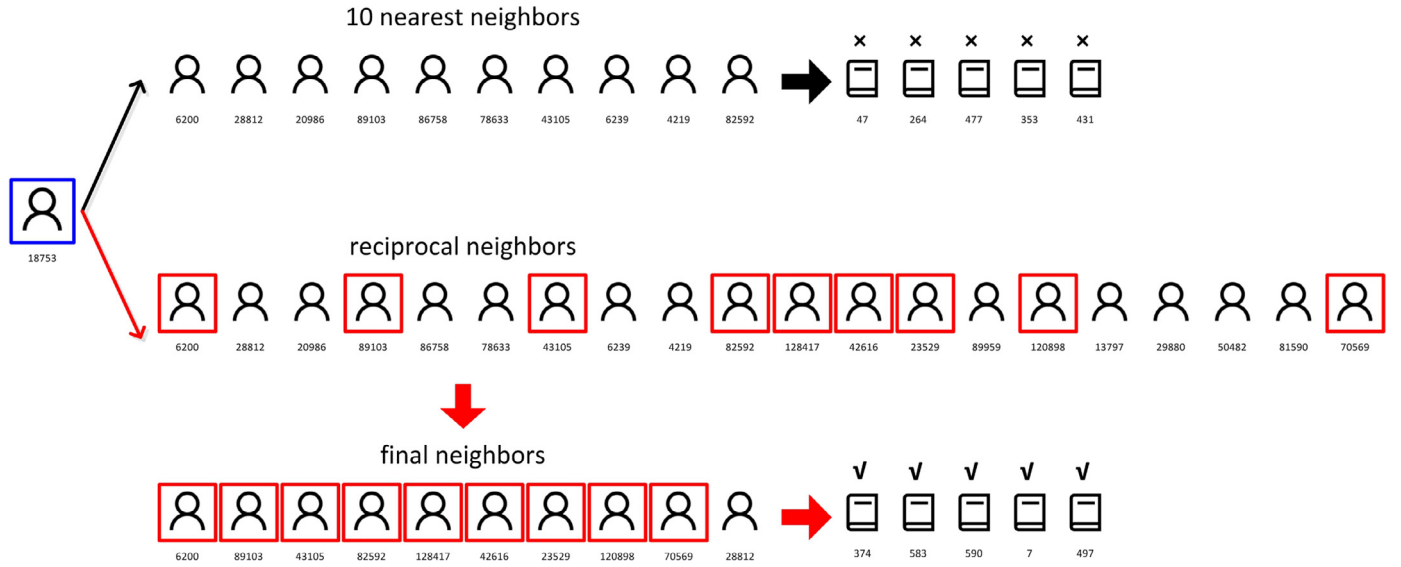 10 nearest neighbors
× × × × ×
6200 28812 20986 89103 86758 78633 43105 6239 4219 82592 47 264 477 353 431
18753
reciprocal neighbors
6200 28812 20986 89103 86758 78633 43105 6239 4219 82592 128417 42616 23529 89959 120898 13797 29880 50482 81590 70569
final neighbors
√ √ √ √ √
6200 89103 43105 82592 128417 42616 23529 120898 70569 28812 374 583 590 7 497